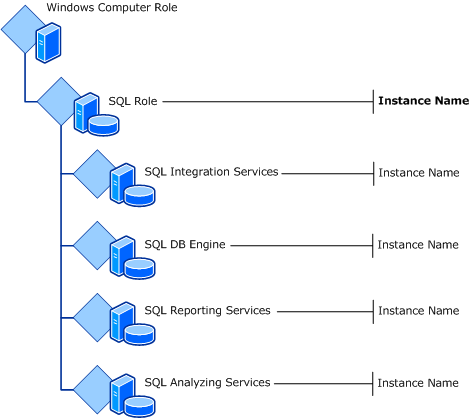 Windows Computer Role
SQL Role Instance Name
SQL Integration Services Instance Name
SQL DB Engine Instance Name
SQL Reporting Services Instance Name
SQL Analyzing Services Instance Name